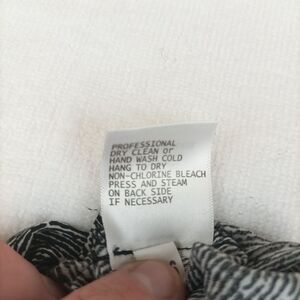 PROFESSIONAL
DRY CLEAN or
HAND WASH COLD
HANG TO DRY
NON-CHLORINE BLEACH
PRESS AND STEAM
ON BACK SIDE
IF NECESSARY